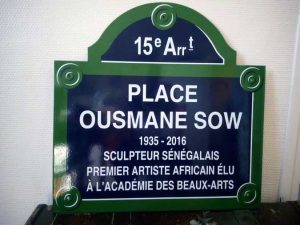 15e Arrt
PLACE
OUSMANE SOW
1935 - 2016
SCULPTEUR SÉNÉGALAIS
PREMIER ARTISTE AFRICAIN ÉLU
À L'ACADÉMIE DES BEAUX-ARTS